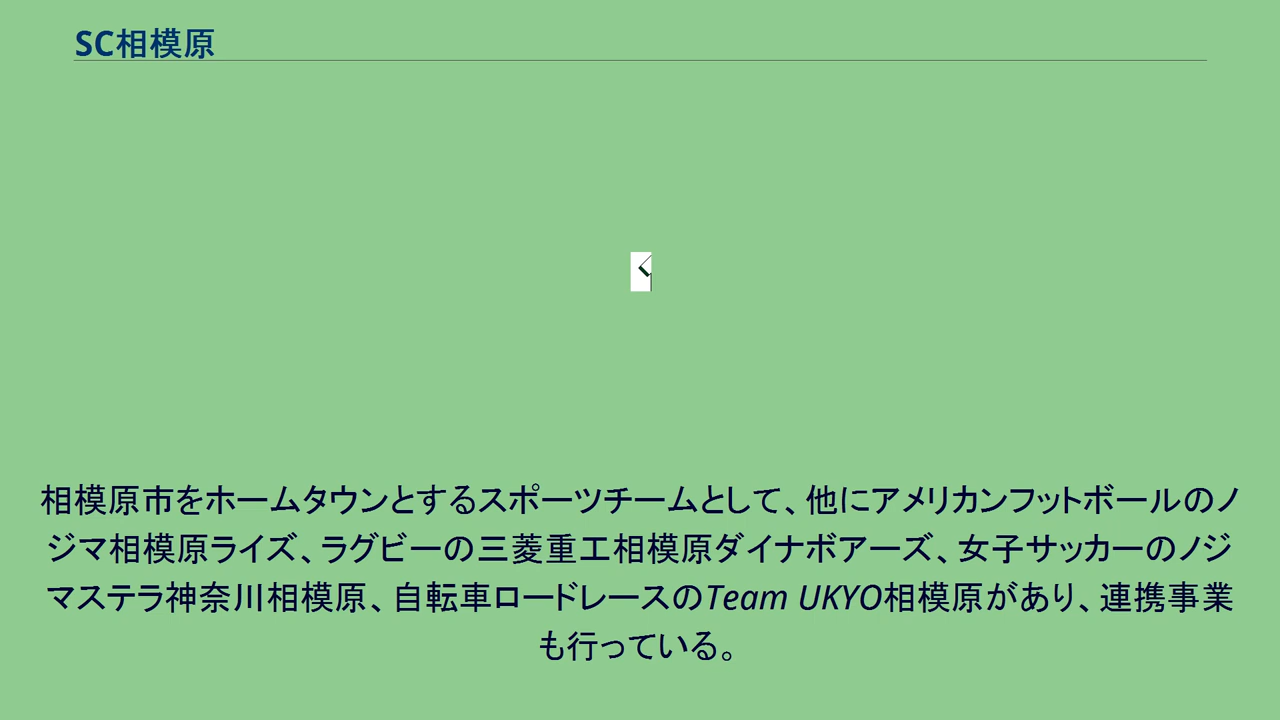 SC相模原
相模原市をホームタウンとするスポーツチームとして、他にアメリカンフットボールのノ
ジマ相模原ライズ、ラグビーの三菱重工相模原ダイナボアーズ、女子サッカーのノジ
マステラ神奈川相模原、自転車ロードレースのTeam UKYO相模原があり、連携事業
も行っている。